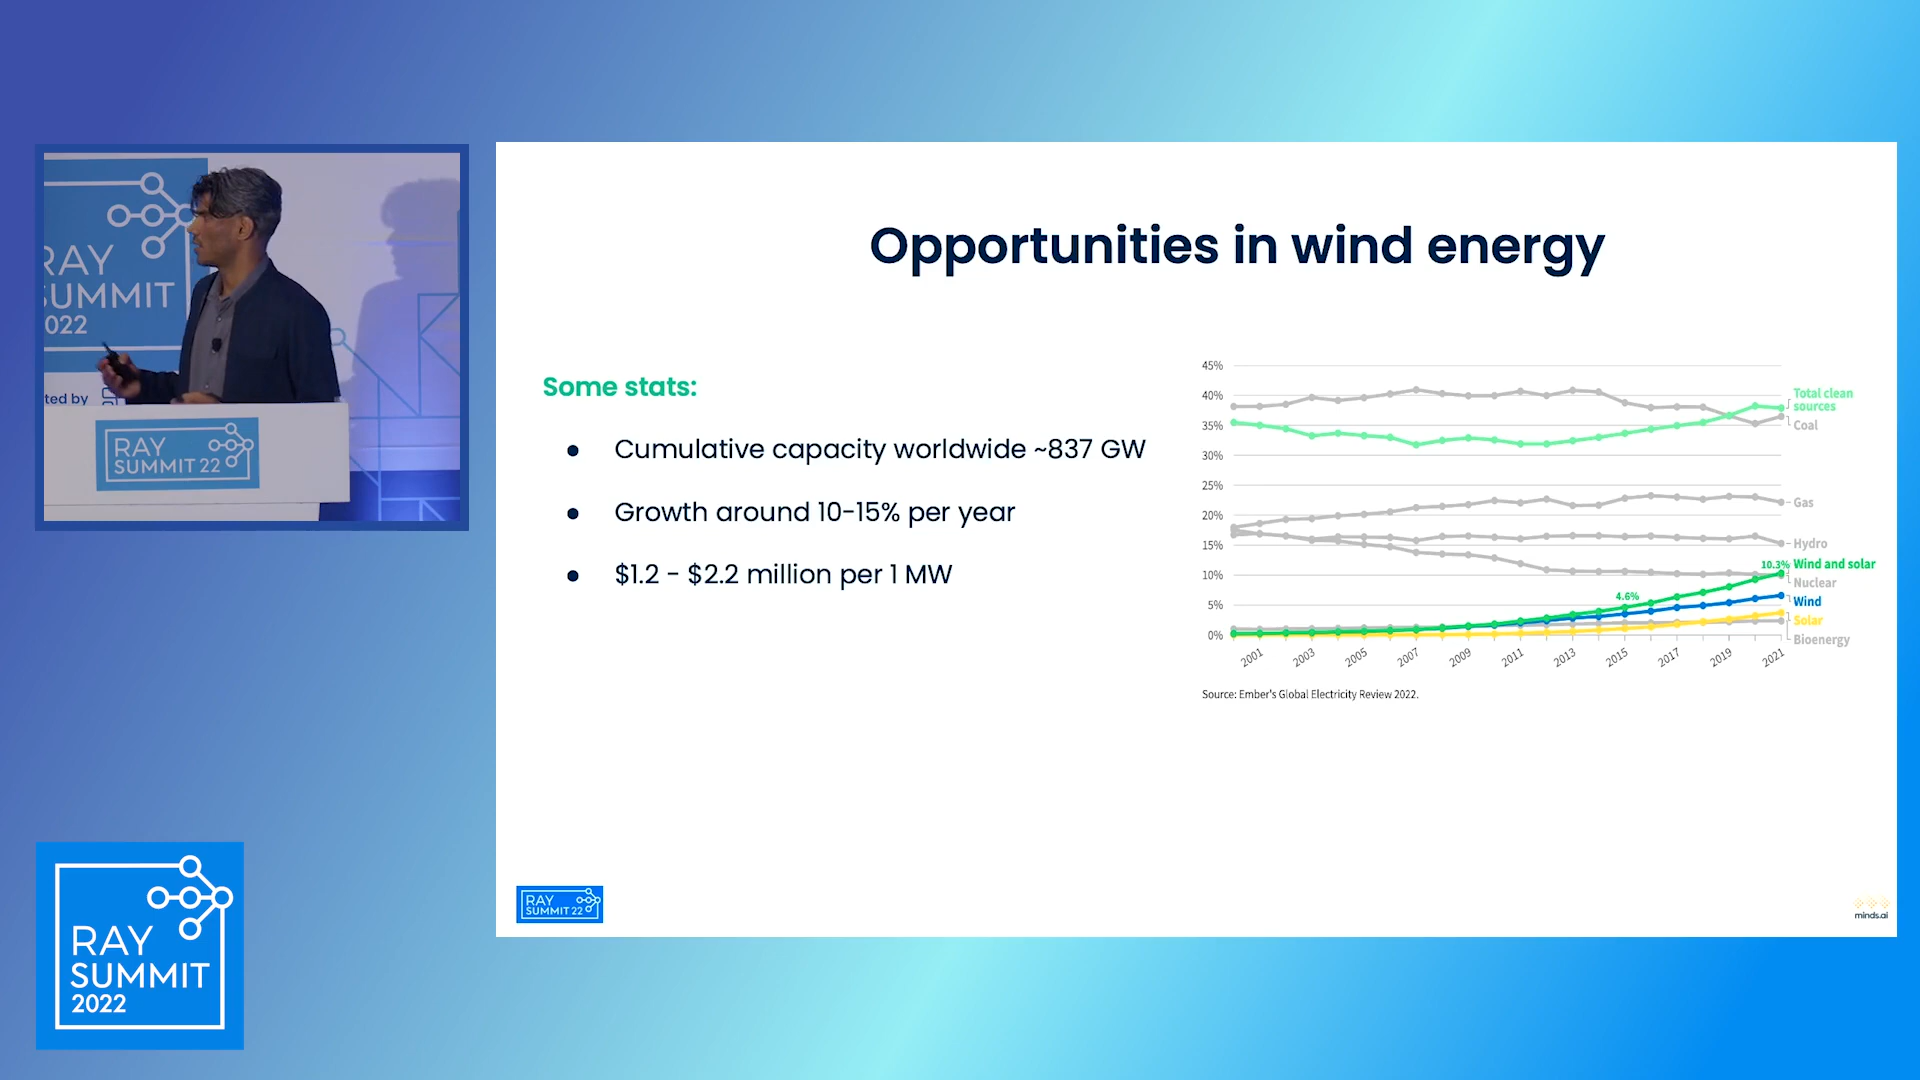 RAY
SUMMIT
2022
ted by
RAY
SUMMIT 22
Opportunities in wind energy
Some stats:
● Cumulative capacity worldwide ~837 GW
● Growth around 10-15% per year
● $1.2 - $2.2 million per 1 MW
45%
40%
35%
30%
25%
20%
15%
10%
5%
0%
Total clean
sources
Coal
Gas
Hydro
10.3% Wind and solar
Nuclear
4.6%
Wind
Solar
Bioenergy
2001 2003 2005 2007 2009 2011 2013 2015 2017 2019 2021
Source: Ember's Global Electricity Review 2022.
RAY
SUMMIT 22
minds.ai
RAY
SUMMIT
2022